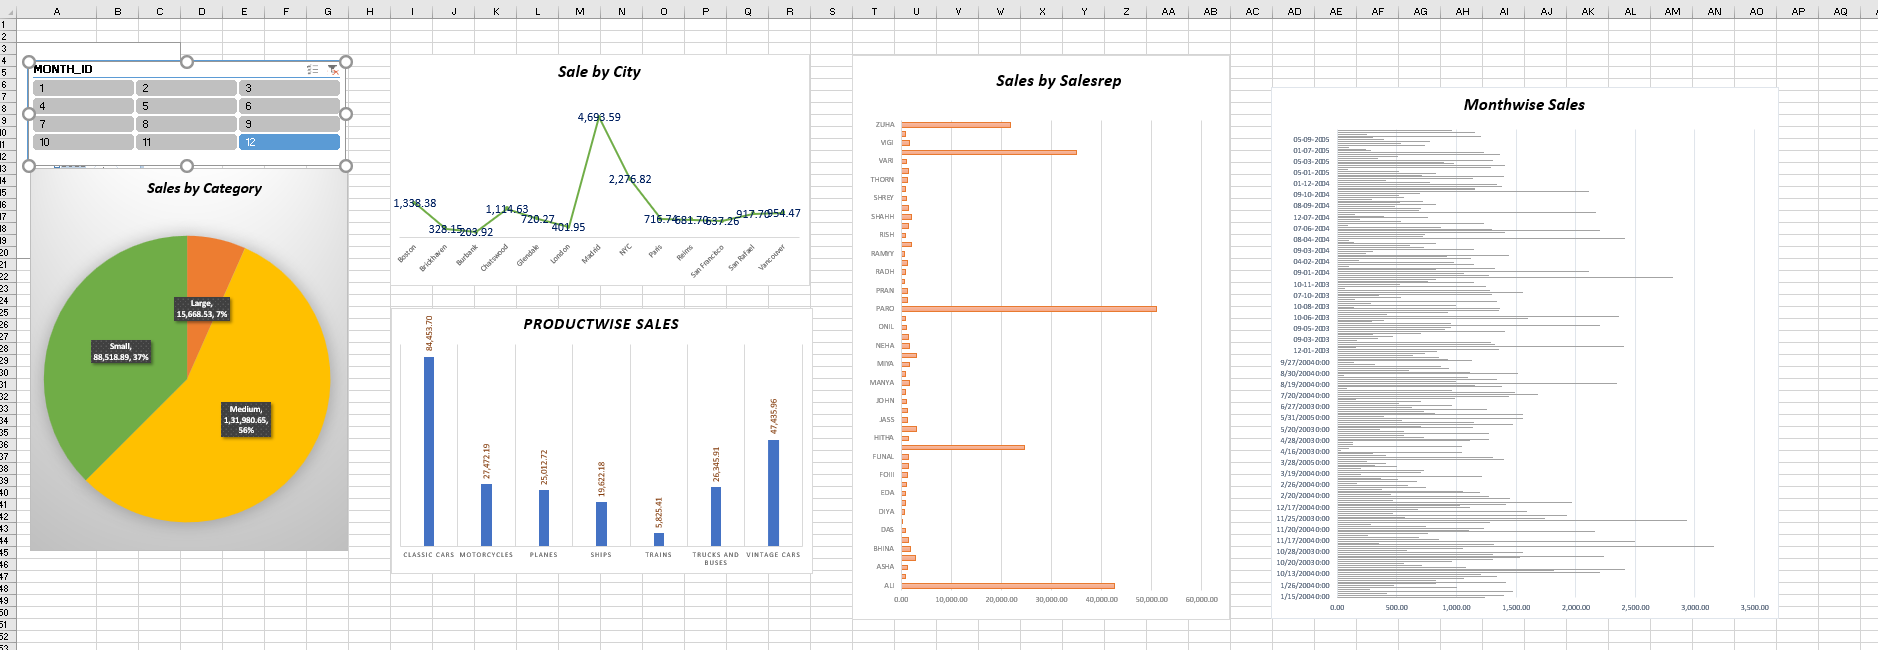 A B C D E F G H I J K L M N O P Q R S T U V W X Y Z AA AB AC AD AE AF AG AH AI AJ AK AL AM AN AO AP AQ
MONTH_ID
1 2 3
4 5 6
7 8 9
10 11 12
Sales by Category
Large,
15,668.53, 7%
Small,
88,518.89, 37%
Medium,
1,31,980.65,
56%
Sale by City
4,693.59
2,276.82
1,338.38
328.15
203.92
1,114.63
720.27
401.95
716.74
681.70
637.26
917.70
954.47
Boston
Brickhaven
Burbank
Chatswood
Glendale
London
Madrid
NYC
Paris
Reims
San Francisco
San Rafael
Vancouver
PRODUCTWISE SALES
84,453.70
27,472.19
25,012.72
19,622.18
5,825.41
26,345.91
47,435.96
CLASSIC CARS
MOTORCYCLES
PLANES
SHIPS
TRAINS
TRUCKS AND
BUSES
VINTAGE CARS
Sales by Salesrep
ZUHA
VIGI
VARI
THORN
SHREY
SHAHH
RISH
RAMYY
RADH
PRAN
PARO
ONIL
NEHA
MIYA
MANYA
JOHN
JASS
HITHA
FUNAL
EDA
DIYA
DAS
BHINA
ASHA
ALI
0.00 10,000.00 20,000.00 30,000.00 40,000.00 50,000.00 60,000.00
Monthwise Sales
05-09-2005
01-07-2005
05-03-2005
05-01-2005
01-12-2004
09-10-2004
08-09-2004
12-07-2004
07-06-2004
08-04-2004
09-03-2004
04-02-2004
09-01-2004
10-11-2003
07-10-2003
10-08-2003
10-06-2003
09-05-2003
09-03-2003
12-01-2003
9/27/2004 0:00
8/30/2004 0:00
8/19/2004 0:00
7/20/2004 0:00
6/27/2003 0:00
5/31/2005 0:00
5/20/2003 0:00
4/28/2003 0:00
4/16/2003 0:00
3/28/2005 0:00
3/19/2004 0:00
2/26/2004 0:00
2/20/2004 0:00
12/17/2004 0:00
11/25/2003 0:00
11/20/2004 0:00
11/17/2004 0:00
10/28/2003 0:00
10/20/2003 0:00
10/13/2004 0:00
1/26/2004 0:00
1/15/2004 0:00
0.00 500.00 1,000.00 1,500.00 2,000.00 2,500.00 3,000.00 3,500.00